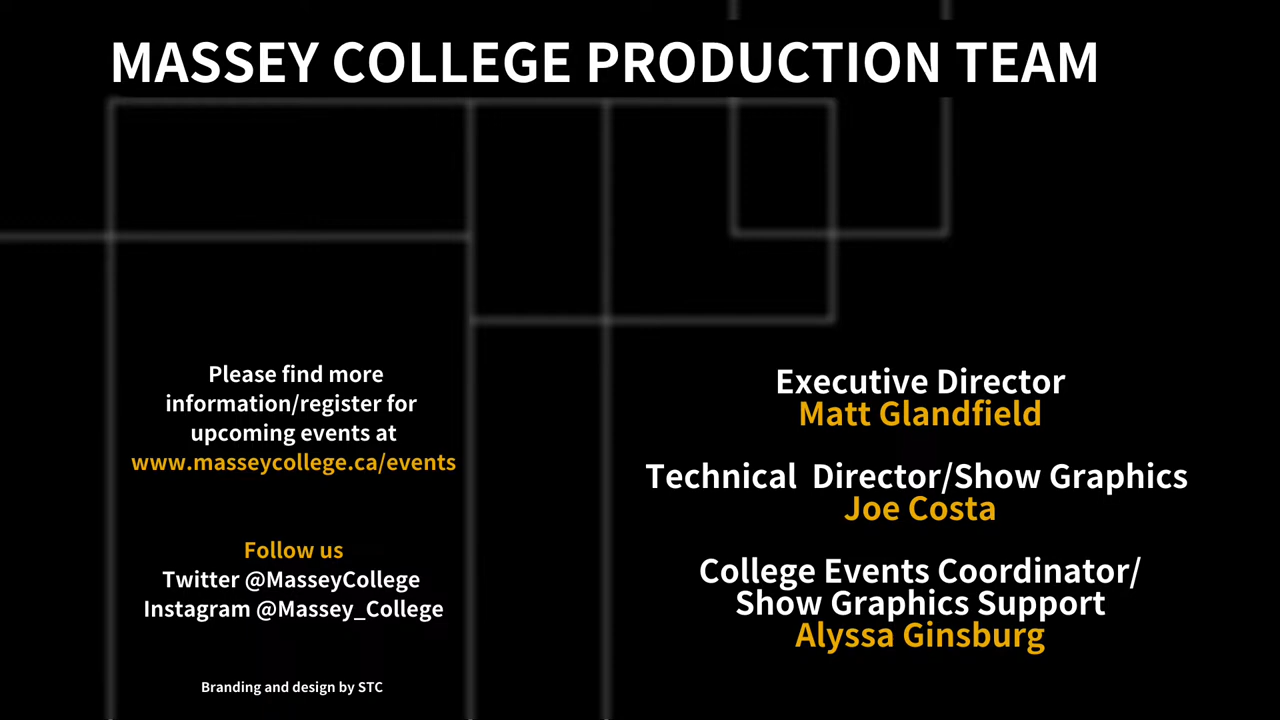 MASSEY COLLEGE PRODUCTION TEAM
Please find more
information/register for
upcoming events at
www.masseycollege.ca/events
Follow us
Twitter @MasseyCollege
Instagram @Massey_College
Branding and design by STC
Executive Director
Matt Glandfield
Technical  Director/Show Graphics
Joe Costa
College Events Coordinator/
Show Graphics Support
Alyssa Ginsburg